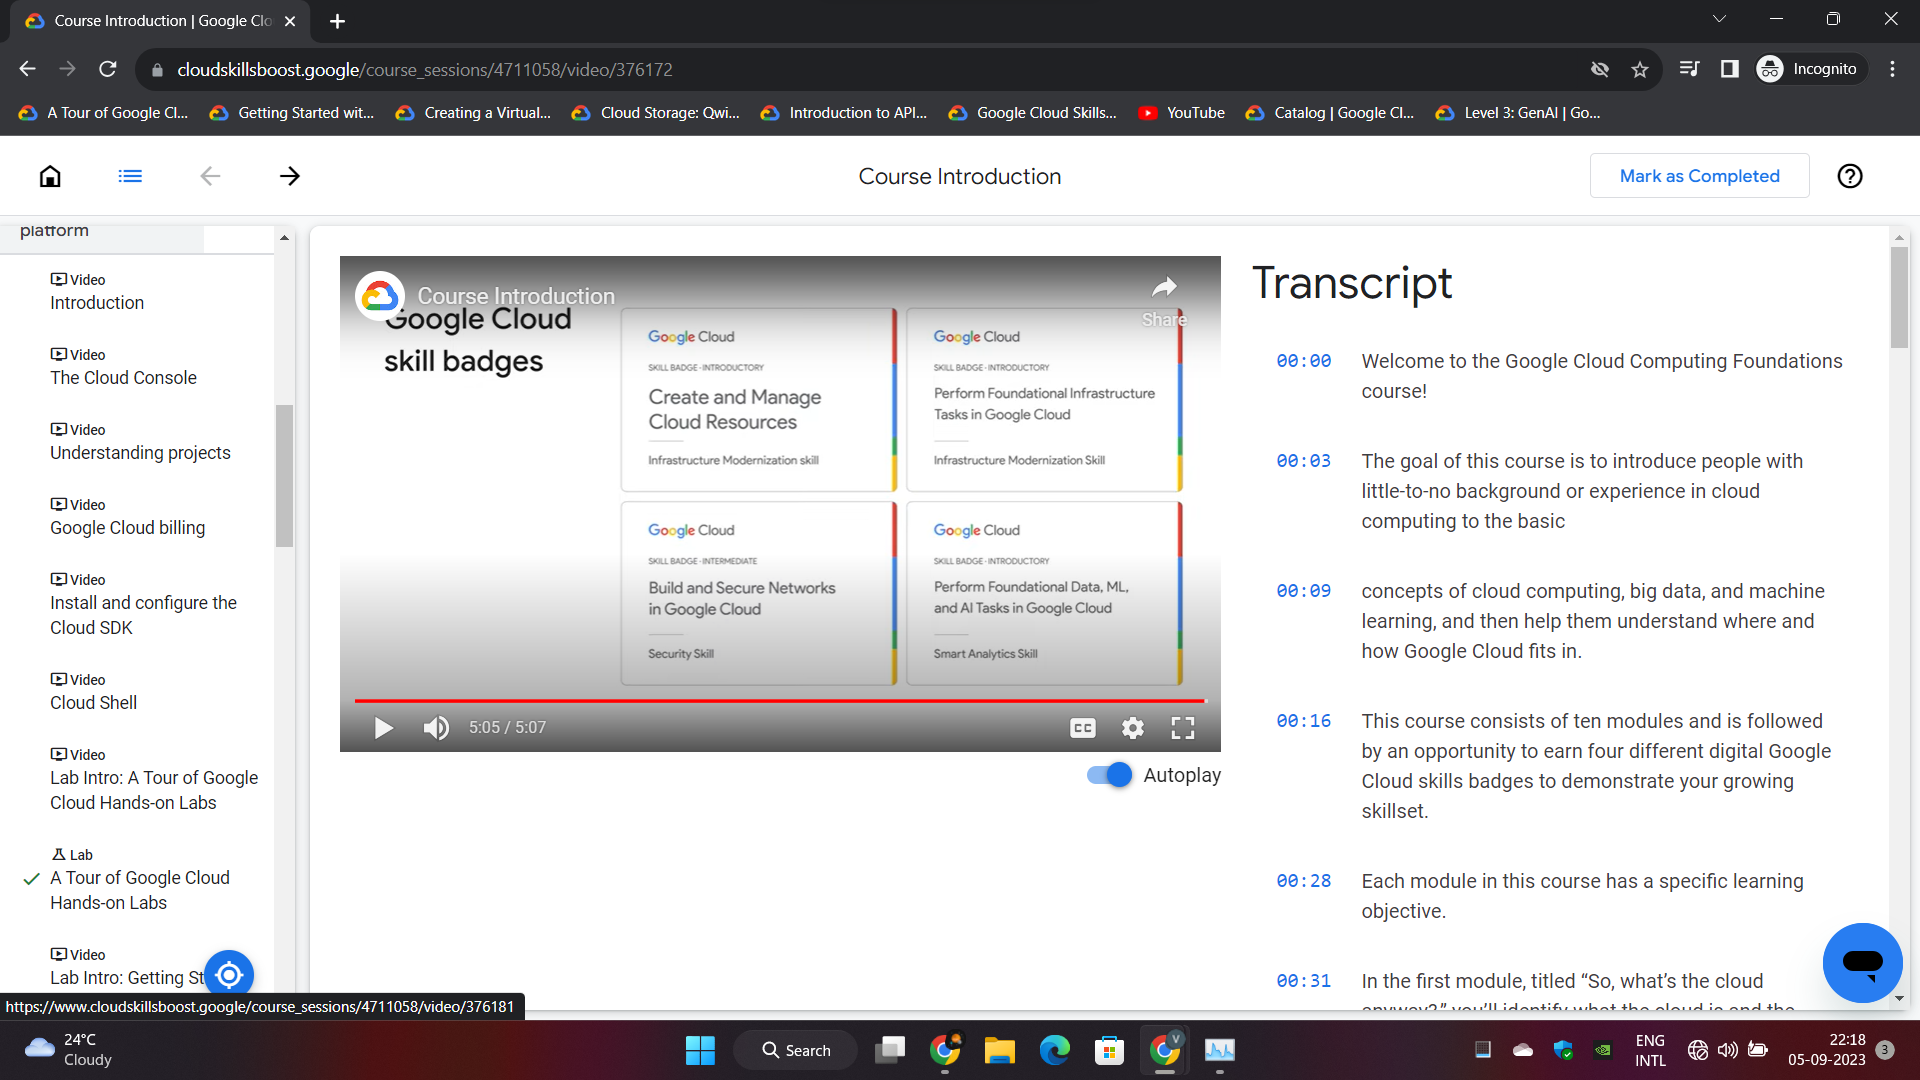 Course Introduction | Google Clo
cloudskillsboost.google/course_sessions/4711058/video/376172
Incognito
A Tour of Google Cl...
Getting Started wit...
Creating a Virtual...
Cloud Storage: Qwi...
Introduction to API...
Google Cloud Skills...
YouTube
Catalog | Google Cl...
Level 3: GenAI | Go...
Course Introduction
Mark as Completed
platform
Video
Introduction
Video
The Cloud Console
Video
Understanding projects
Video
Google Cloud billing
Video
Install and configure the
Cloud SDK
Video
Cloud Shell
Video
Lab Intro: A Tour of Google
Cloud Hands-on Labs
Lab
A Tour of Google Cloud
Hands-on Labs
Video
Lab Intro: Getting St
https://www.cloudskillsboost.google/course_sessions/4711058/video/376181
Course Introduction
Share
Google Cloud
skill badges
Google Cloud
SKILL BADGE · INTRODUCTORY
Create and Manage
Cloud Resources
Infrastructure Modernization skill
Google Cloud
SKILL BADGE · INTRODUCTORY
Perform Foundational Infrastructure
Tasks in Google Cloud
Infrastructure Modernization Skill
Google Cloud
SKILL BADGE · INTERMEDIATE
Build and Secure Networks
in Google Cloud
Security Skill
Google Cloud
SKILL BADGE · INTRODUCTORY
Perform Foundational Data, ML,
and AI Tasks in Google Cloud
Smart Analytics Skill
5:05 / 5:07
CC
Autoplay
Transcript
00:00
Welcome to the Google Cloud Computing Foundations
course!
00:03
The goal of this course is to introduce people with
little-to-no background or experience in cloud
computing to the basic
00:09
concepts of cloud computing, big data, and machine
learning, and then help them understand where and
how Google Cloud fits in.
00:16
This course consists of ten modules and is followed
by an opportunity to earn four different digital Google
Cloud skills badges to demonstrate your growing
skillset.
00:28
Each module in this course has a specific learning
objective.
00:31
In the first module, titled “So, what’s the cloud
anyway?” you’ll identify what the cloud is and the
24°C
Cloudy
Search
V
ENG
INTL
22:18
05-09-2023
3